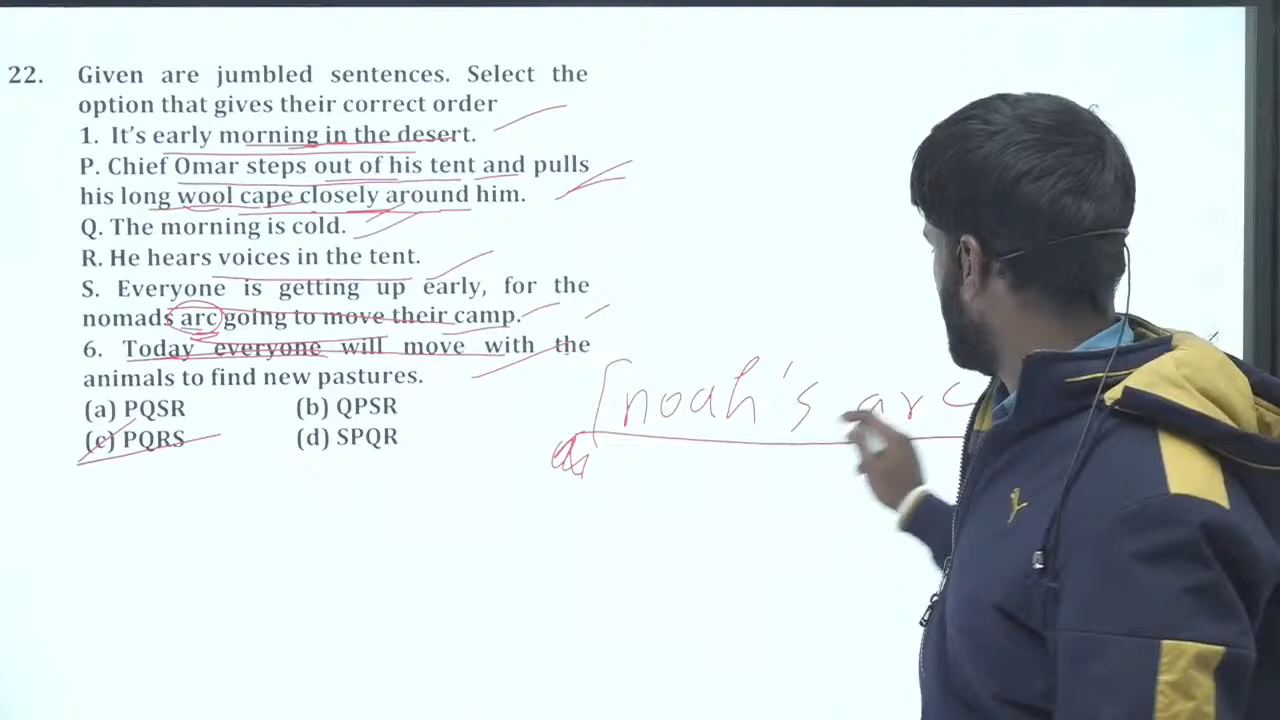 22. Given are jumbled sentences. Select the
option that gives their correct order
1. It's early morning in the desert.
P. Chief Omar steps out of his tent and pulls
his long wool cape closely around him.
Q. The morning is cold.
R. He hears voices in the tent.
S. Everyone is getting up early, for the
nomads arc going to move their camp.
6. Today everyone will move with the
animals to find new pastures.
(a) PQSR (b) QPSR
(c) PQRS (d) SPQR
noah's arc